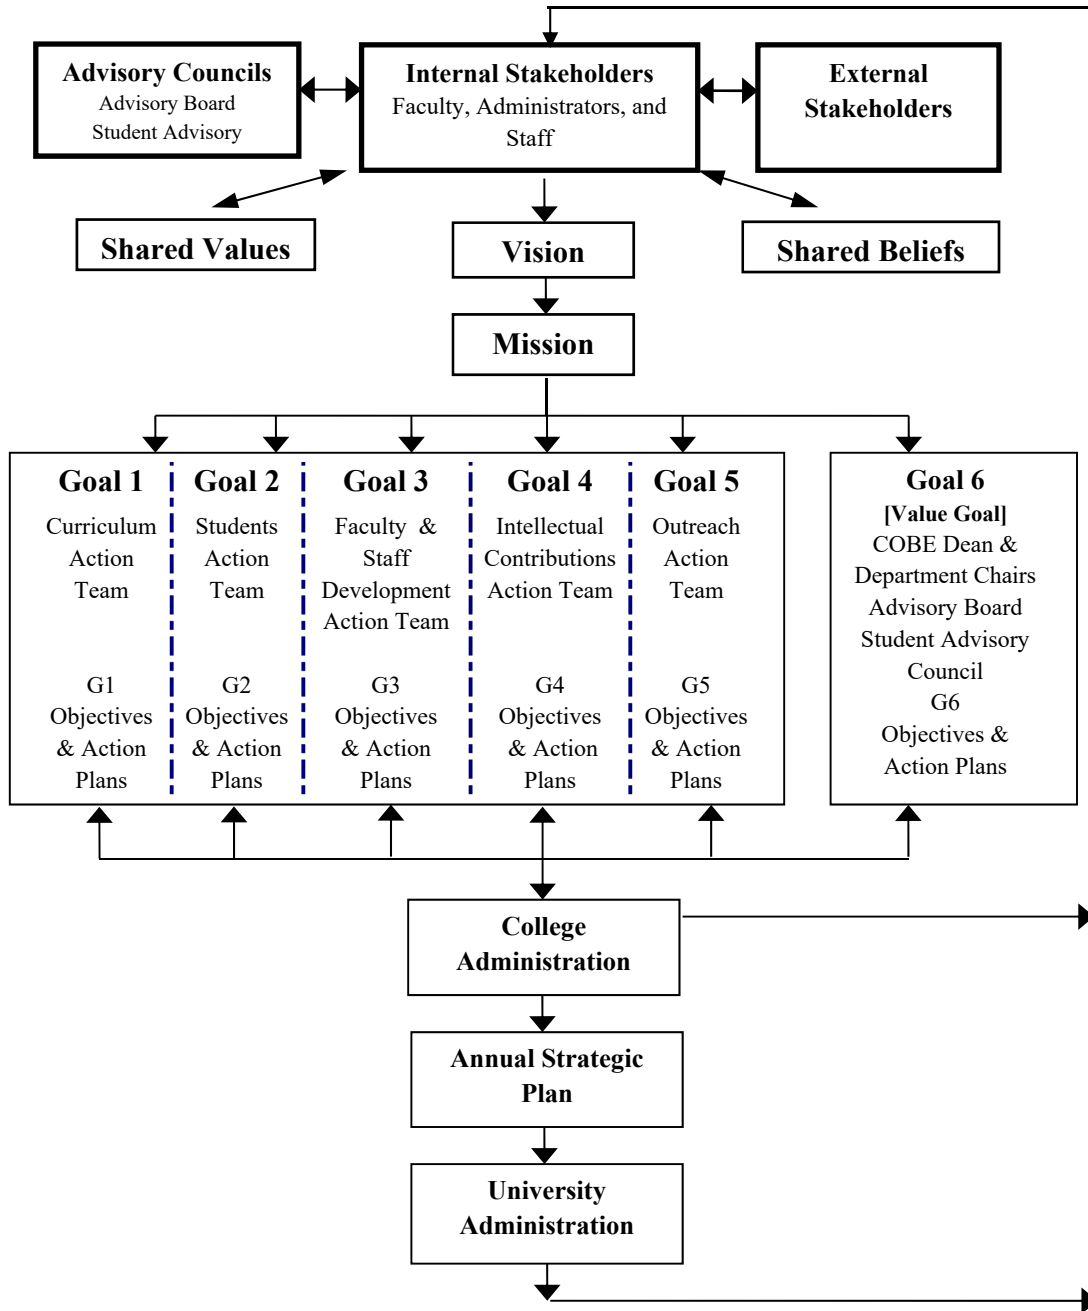 Advisory Councils
Advisory Board
Student Advisory
Internal Stakeholders
Faculty, Administrators, and
Staff
External
Stakeholders
Shared Values
Vision
Shared Beliefs
Mission
Goal 1
Curriculum
Action
Team
G1
Objectives
& Action
Plans
Goal 2
Students
Action
Team
G2
Objectives
& Action
Plans
Goal 3
Faculty & 
Staff
Development
Action Team
G3
Objectives
& Action
Plans
Goal 4
Intellectual
Contributions
Action Team
G4
Objectives
& Action
Plans
Goal 5
Outreach
Action
Team
G5
Objectives
& Action
Plans
Goal 6
[Value Goal]
COBE Dean &
Department Chairs
Advisory Board
Student Advisory
Council
G6
Objectives &
Action Plans
College
Administration
Annual Strategic
Plan
University
Administration